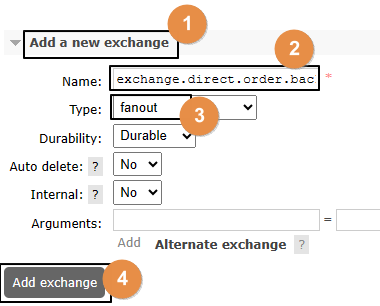 1
Add a new exchange
2
Name: exchange.direct.order.bac *
Type: fanout
3
Durability: Durable
Auto delete: ? No
Internal: ? No
Arguments: =
Add Alternate exchange ?
Add exchange 4